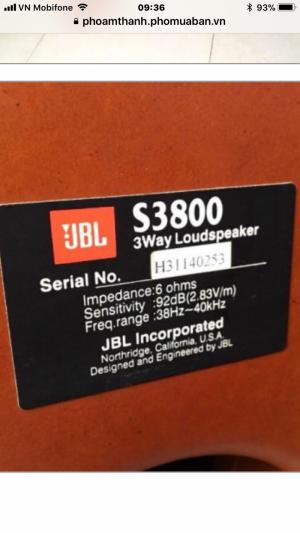 VN Mobifone 09:36 93%
phoamthanh.phomuaban.vn
JBL
S3800
3Way Loudspeaker
Serial No. H31140253
Impedance:6 ohms
Sensitivity :92dB(2.83V/m)
Freq.range :38Hz~40kHz
JBL Incorporated
Northridge, California, U.S.A.
Designed and Engineered by JBL